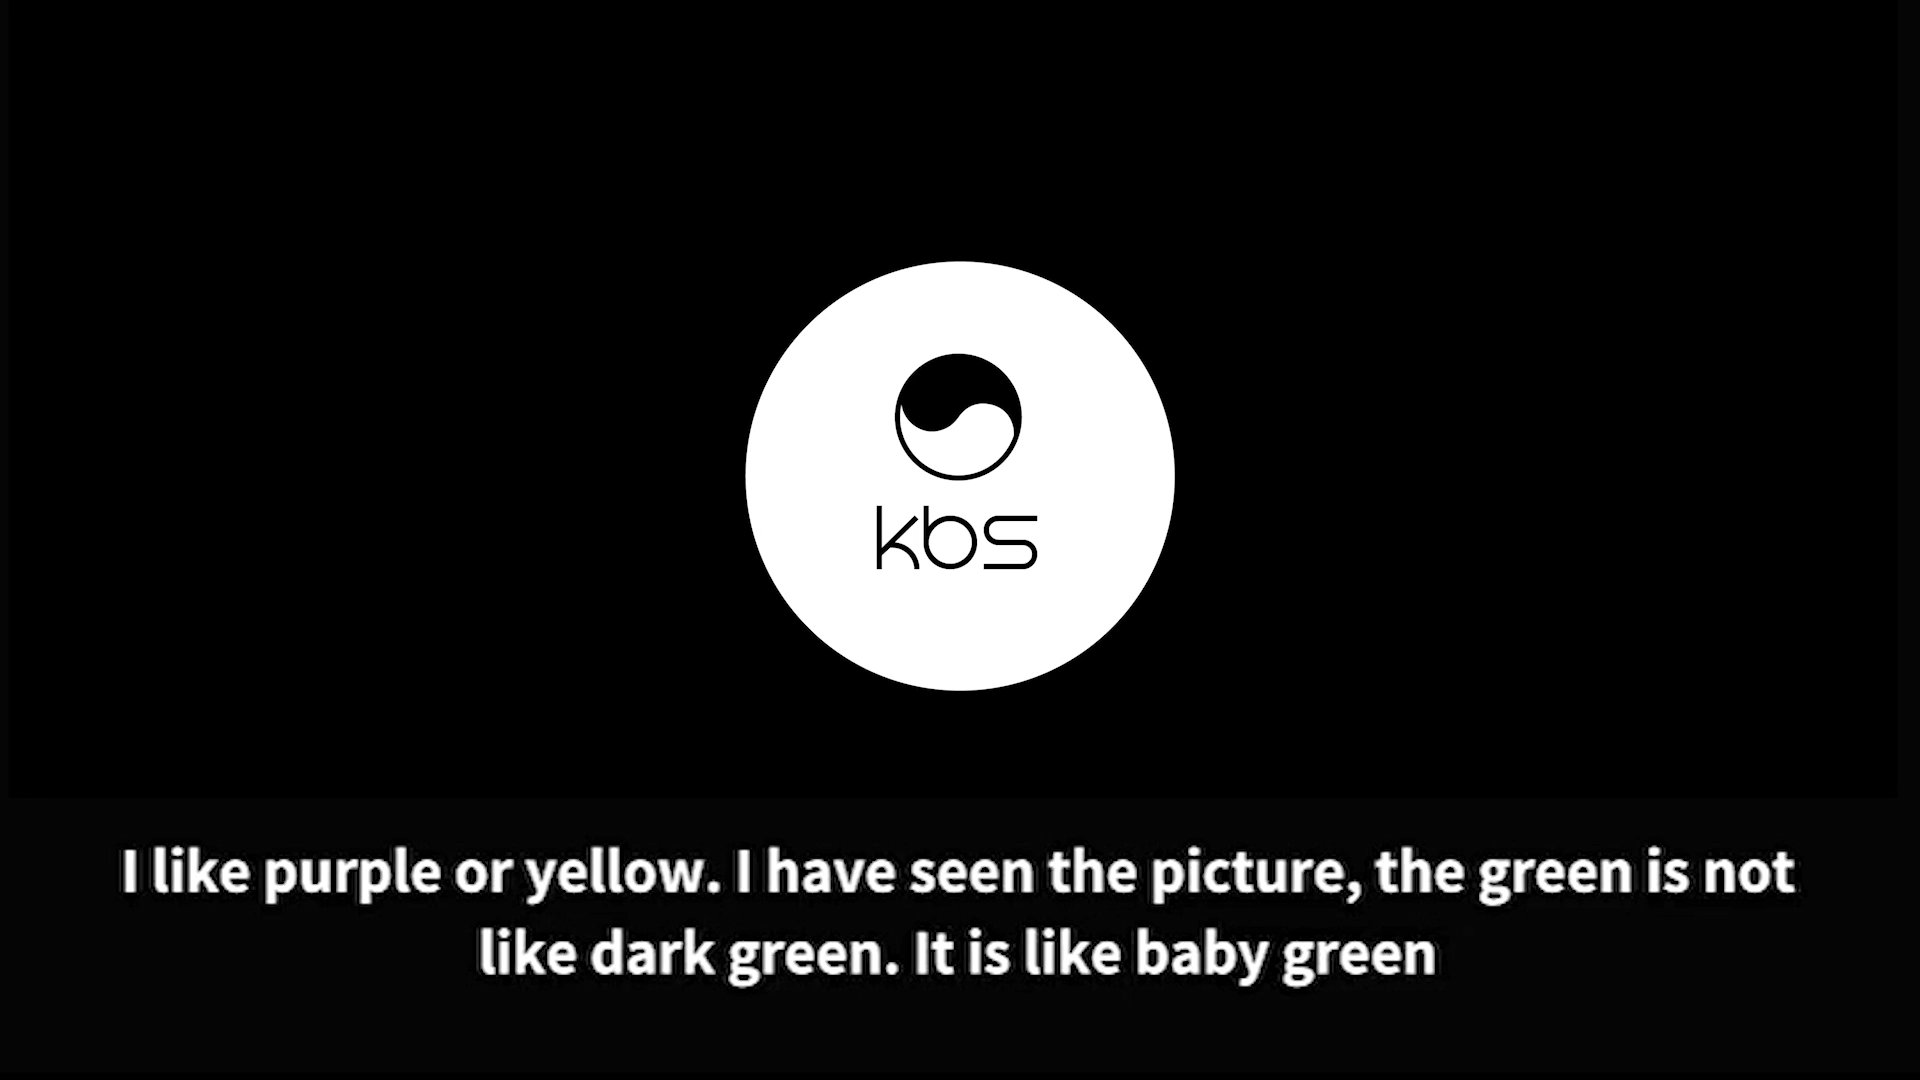 kbs
I like purple or yellow. I have seen the picture, the green is not
like dark green. It is like baby green